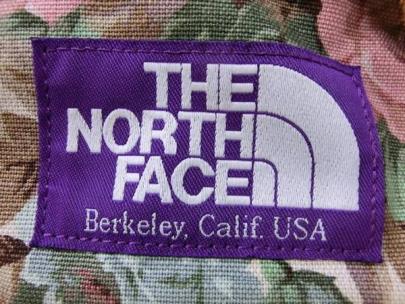 THE
NORTH
FACE
Berkeley, Calif. USA